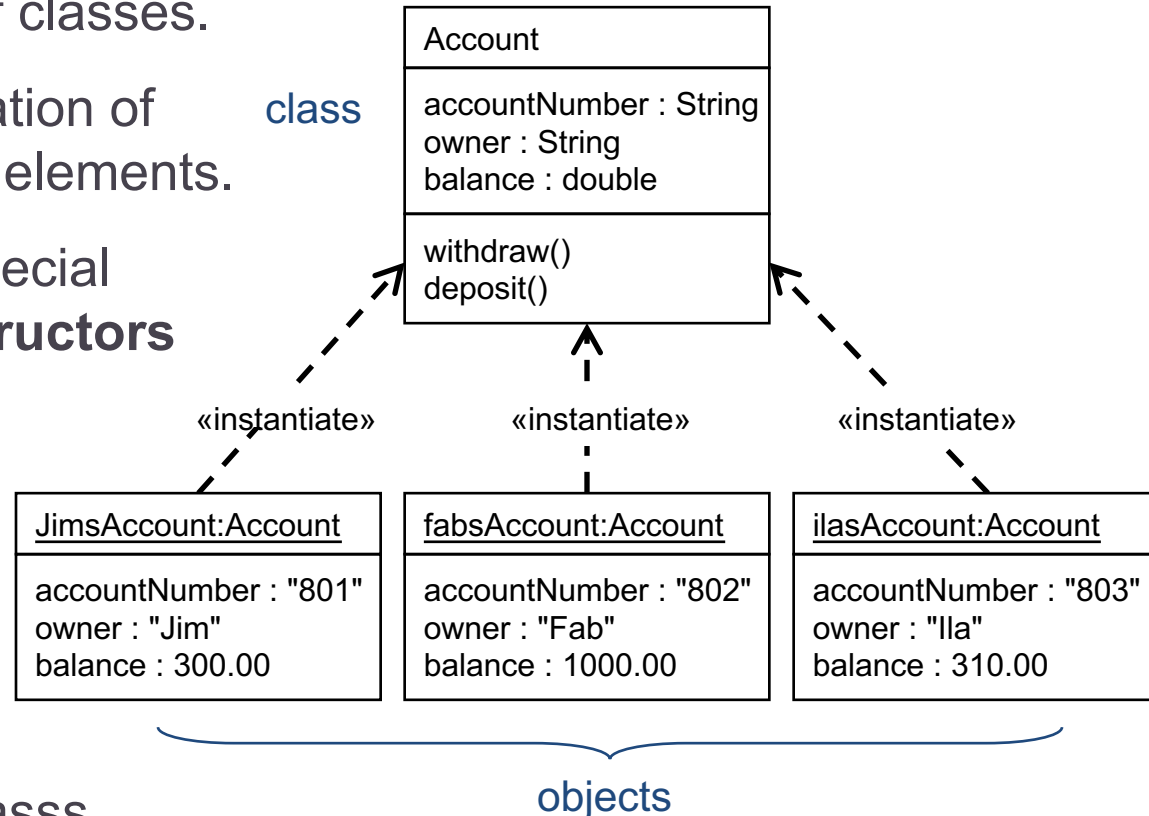 f classes.
ation of
elements.
ecial
ructors
class
Account
accountNumber : String
owner : String
balance : double
withdraw()
deposit()
«instantiate» «instantiate» «instantiate»
JimsAccount:Account
accountNumber : "801"
owner : "Jim"
balance : 300.00
fabsAccount:Account
accountNumber : "802"
owner : "Fab"
balance : 1000.00
ilasAccount:Account
accountNumber : "803"
owner : "Ila"
balance : 310.00
objects
asss